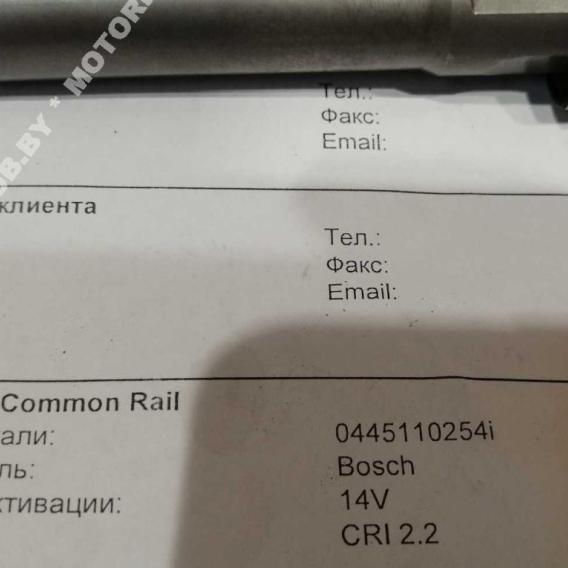 OB.BY * MOTOR
Тел.:
Факс:
Email:
клиента
Тел.:
Факс:
Email:
Common Rail
али: 0445110254i
ль: Bosch
ктивации: 14V
CRI 2.2